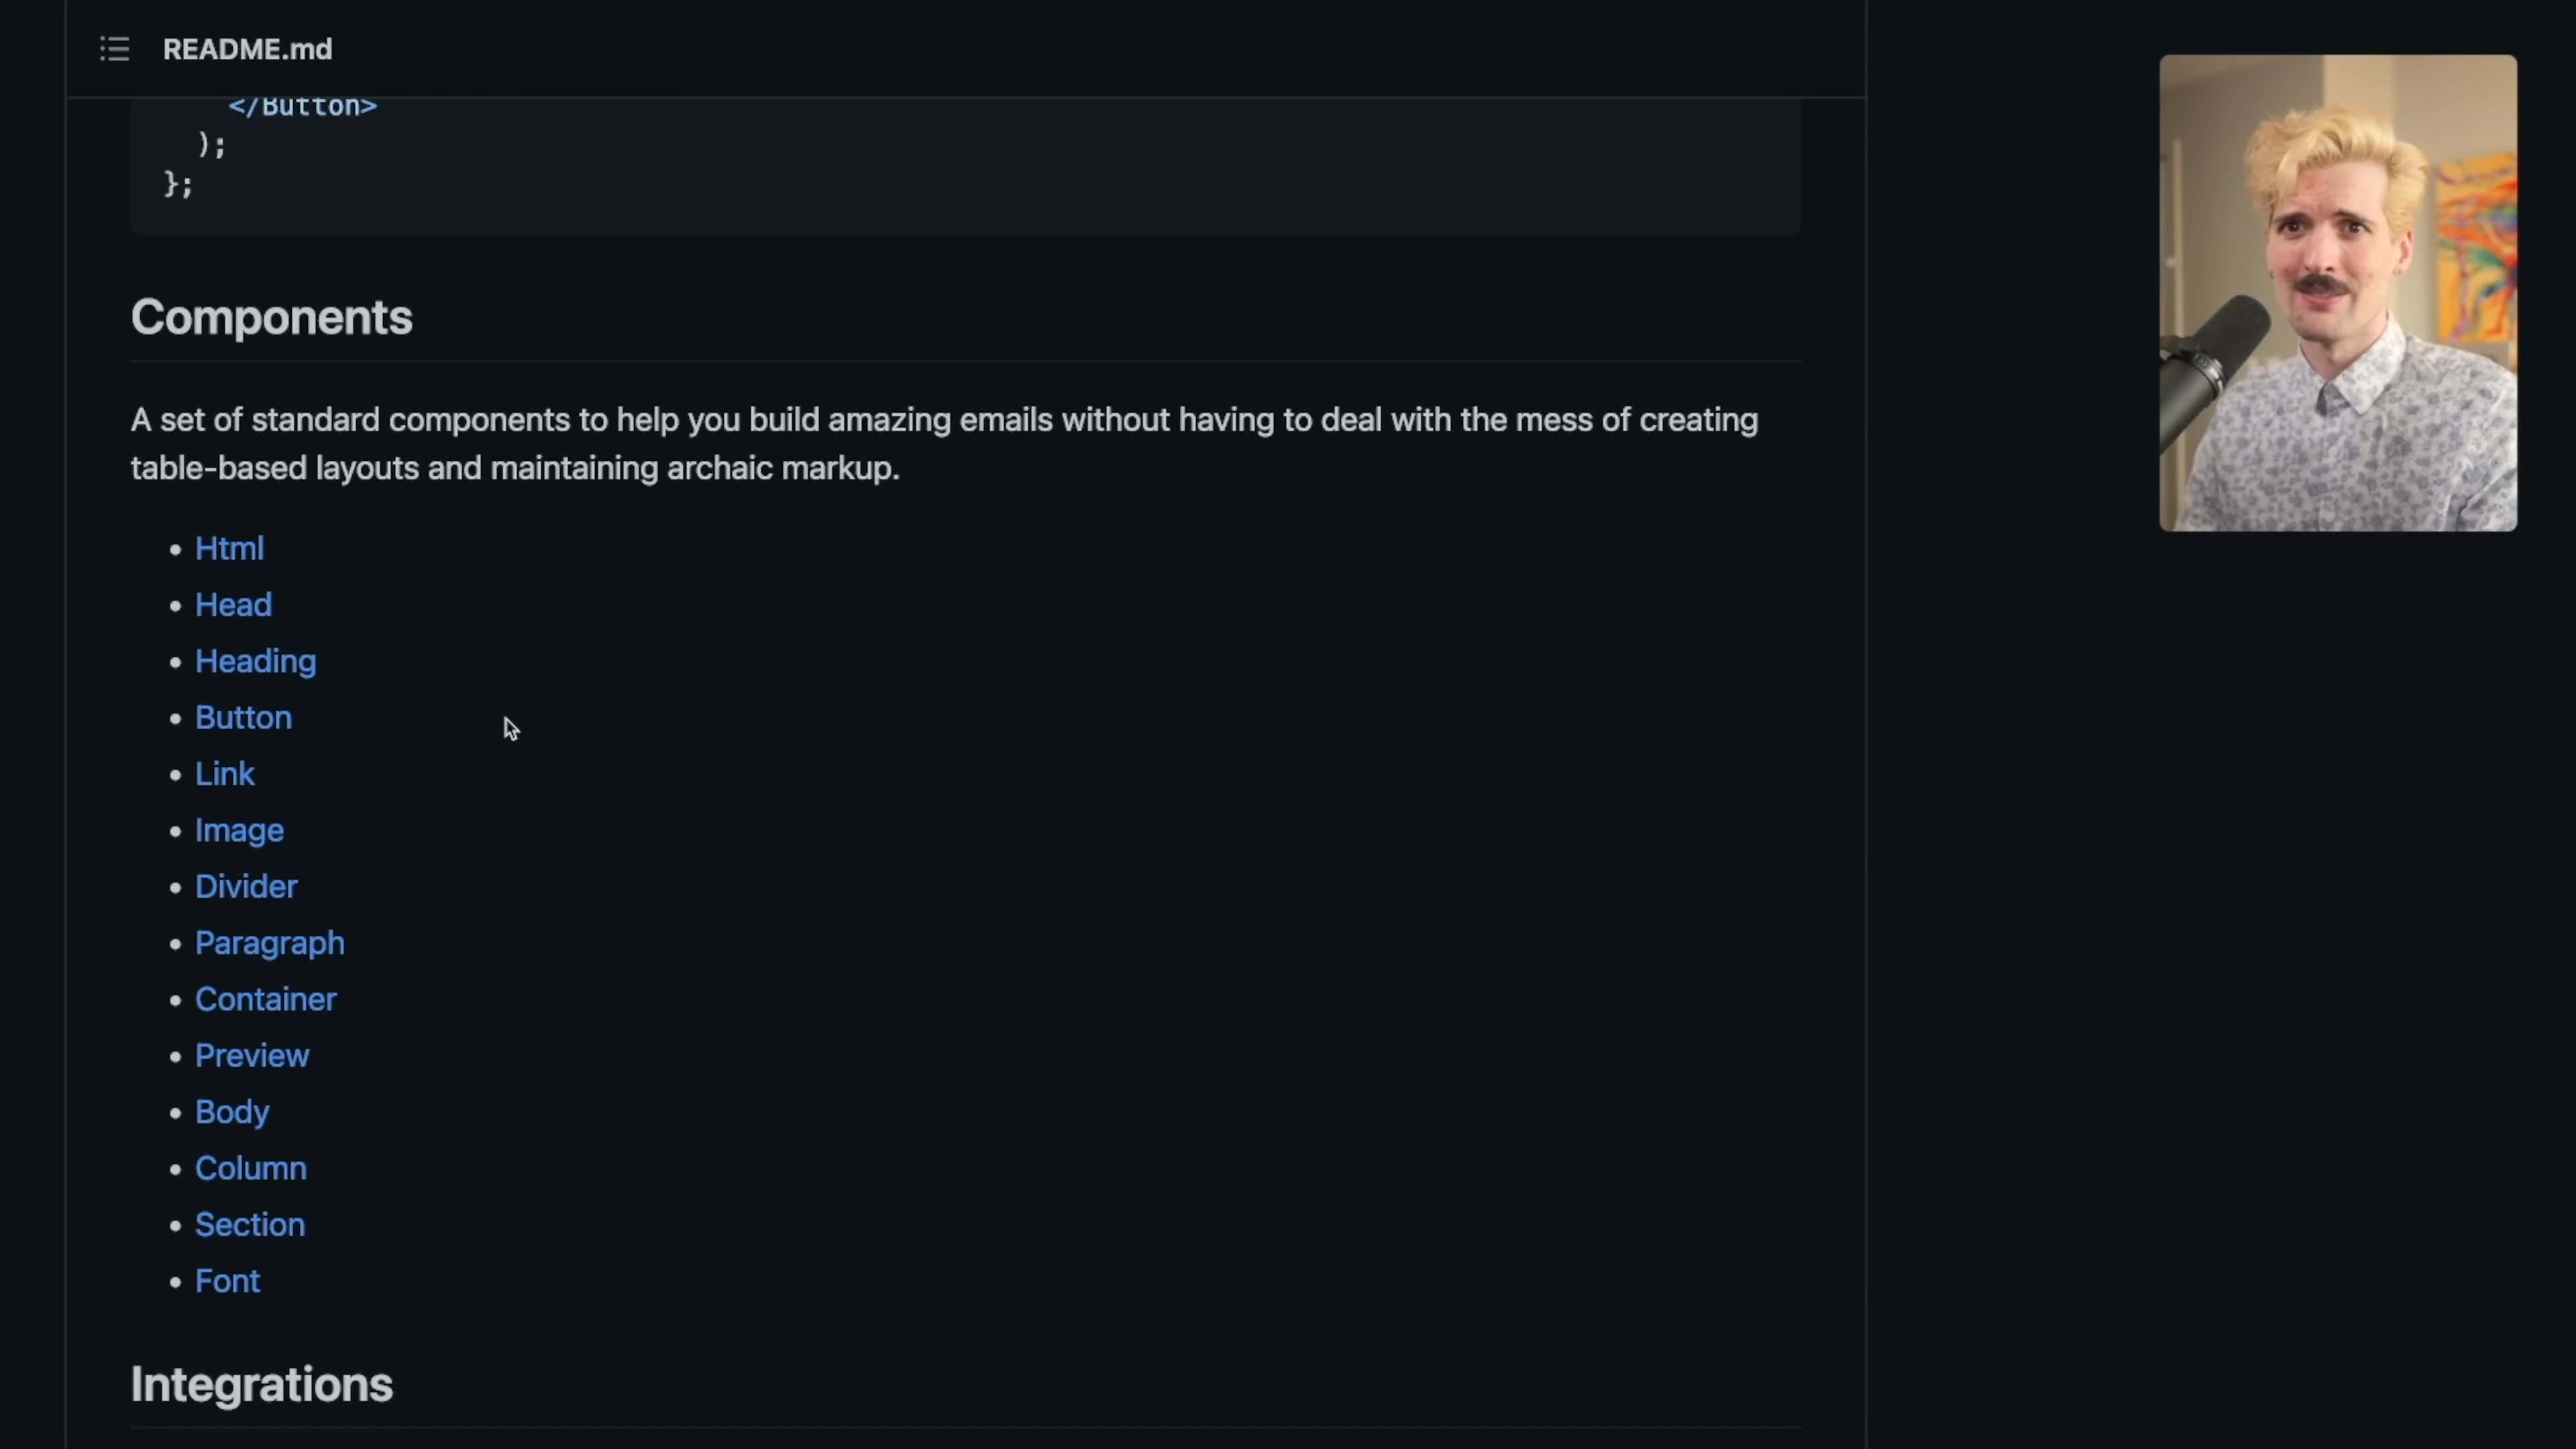 README.md
</Button>
);
};
Components
A set of standard components to help you build amazing emails without having to deal with the mess of creating
table-based layouts and maintaining archaic markup.
Html
Head
Heading
Button
Link
Image
Divider
Paragraph
Container
Preview
Body
Column
Section
Font
Integrations